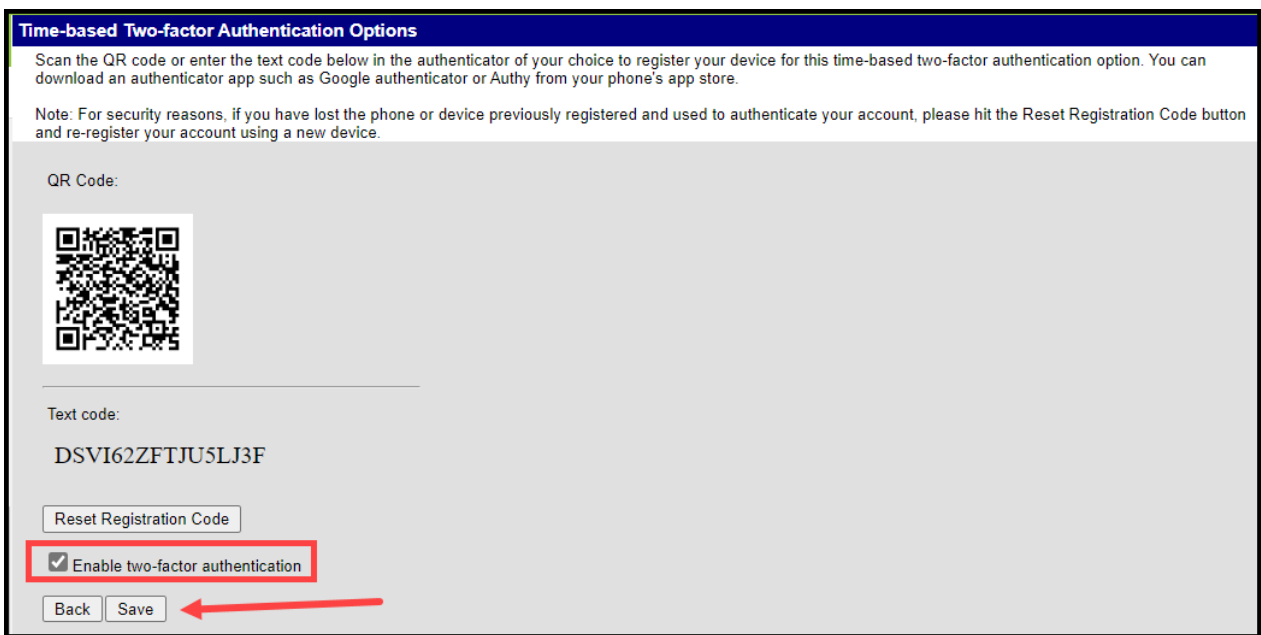 Time-based Two-factor Authentication Options
Scan the QR code or enter the text code below in the authenticator of your choice to register your device for this time-based two-factor authentication option. You can
download an authenticator app such as Google authenticator or Authy from your phone's app store.
Note: For security reasons, if you have lost the phone or device previously registered and used to authenticate your account, please hit the Reset Registration Code button
and re-register your account using a new device.
QR Code:
Text code:
DSVI62ZFTJU5LJ3F
Reset Registration Code
Enable two-factor authentication
Back Save